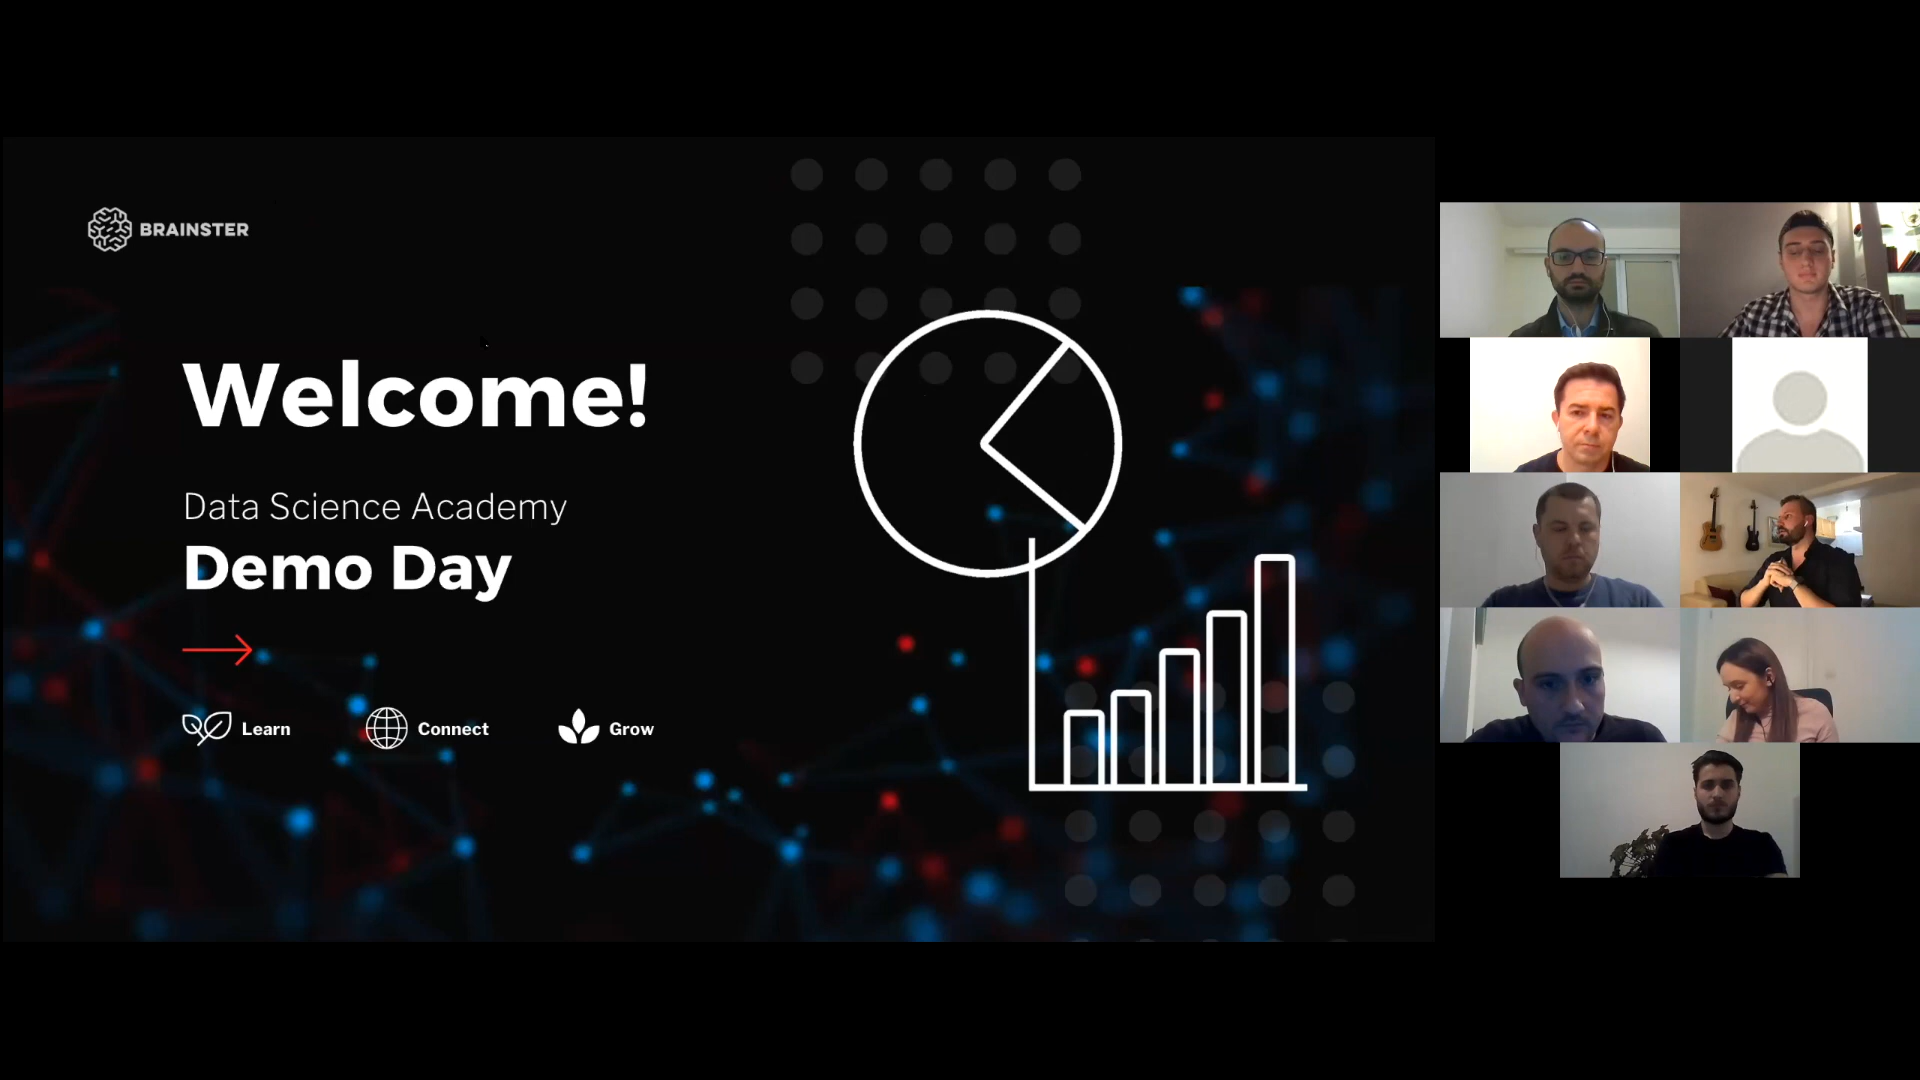 BRAINSTER
Welcome!
Data Science Academy
Demo Day
Learn
Connect
Grow